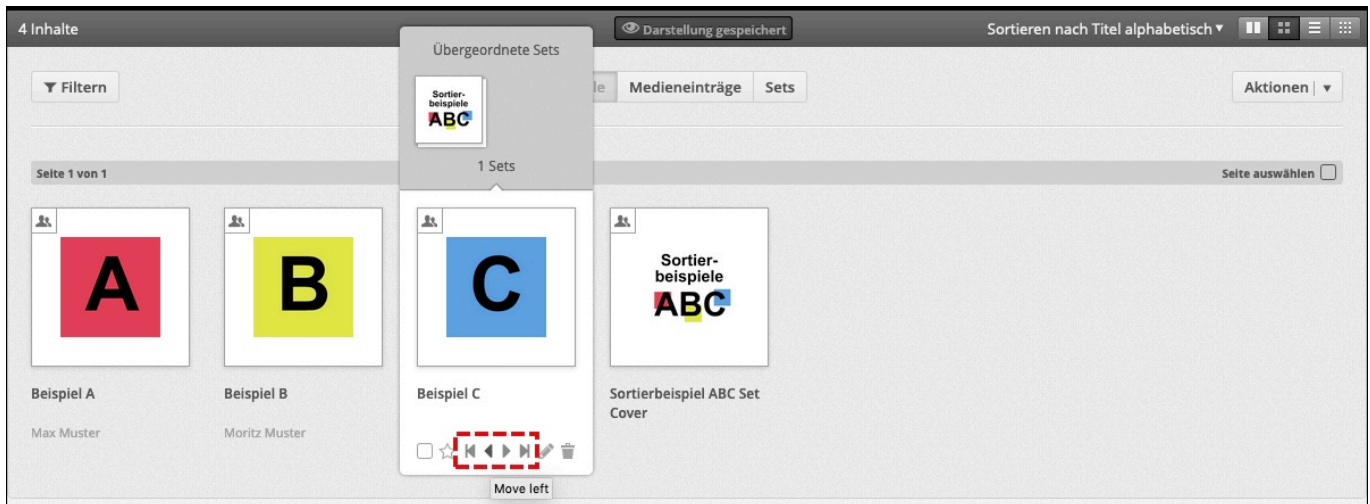 4 Inhalte
Darstellung gespeichert
Sortieren nach Titel alphabetisch
Übergeordnete Sets
Sortier-
beispiele
ABC
1 Sets
Filtern
le Medieneinträge Sets
Aktionen
Seite 1 von 1
Seite auswählen
A
B
C
Sortier-
beispiele
ABC
Beispiel A
Beispiel B
Beispiel C
Sortierbeispiel ABC Set
Cover
Max Muster
Moritz Muster
Move left